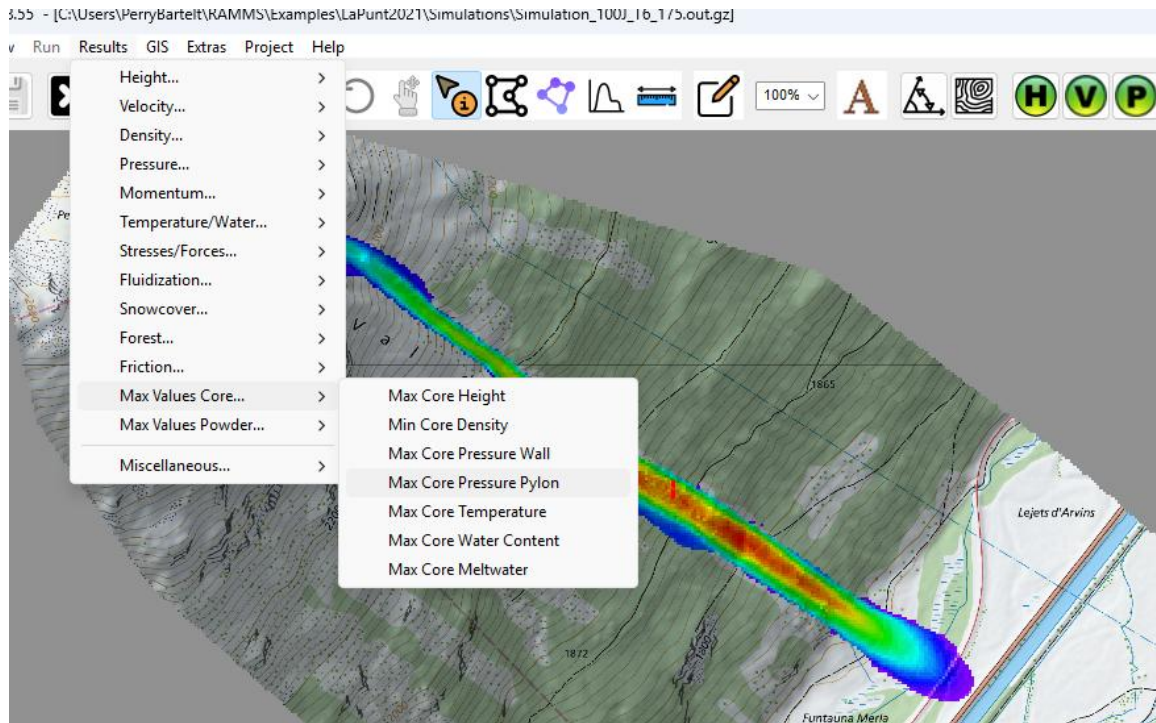 3.55 - [C:\Users\PerryBartelt\RAMMS\Examples\LaPunt2021\Simulations\Simulation_100J_T6_175.out.gz]
Run Results GIS Extras Project Help
100%
A
H V P
Height...
Velocity...
Density...
Pressure...
Momentum...
Temperature/Water...
Stresses/Forces...
Fluidization...
Snowcover...
Forest...
Friction...
Max Values Core...
Max Values Powder...
Miscellaneous...
Max Core Height
Min Core Density
Max Core Pressure Wall
Max Core Pressure Pylon
Max Core Temperature
Max Core Water Content
Max Core Meltwater
V a l
1865
Lejets d'Arvins
1872
Funtauna Merla